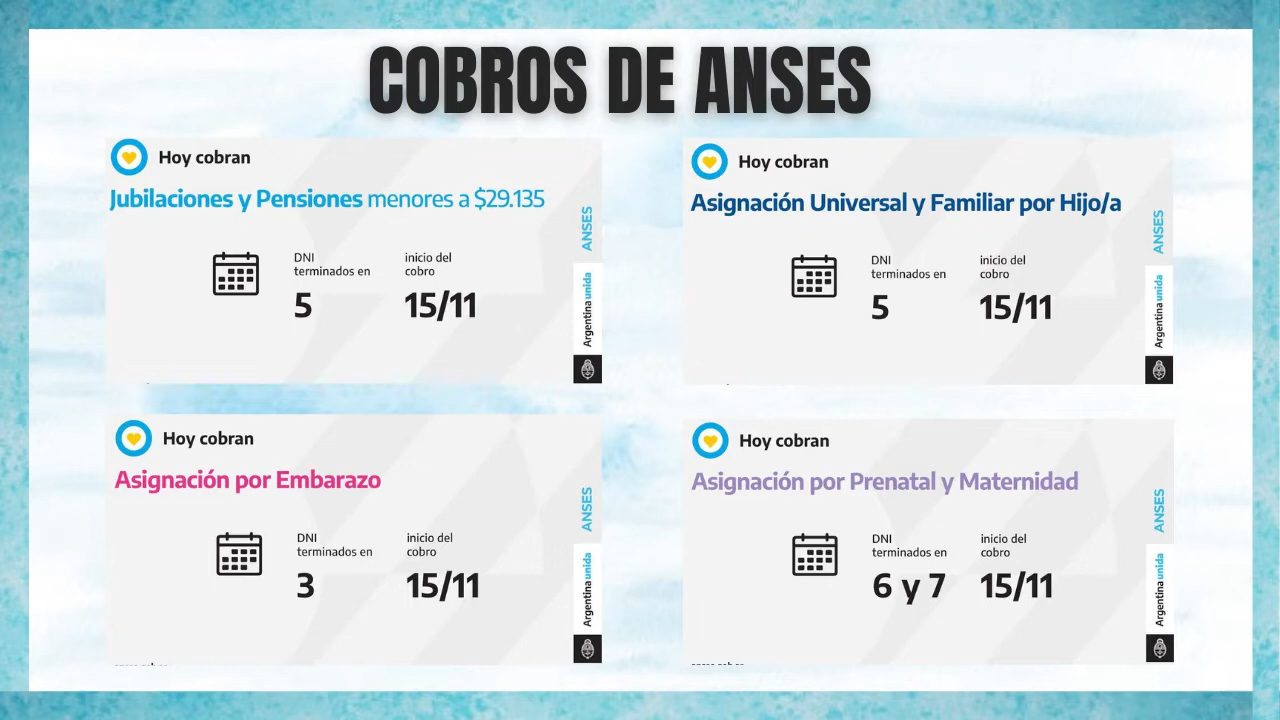 COBROS DE ANSES
Hoy cobran
Jubilaciones y Pensiones menores a $29.135
DNI
terminados en
5
inicio del
cobro
15/11
ANSES
Argentina unida
Hoy cobran
Asignación Universal y Familiar por Hijo/a
DNI
terminados en
5
inicio del
cobro
15/11
ANSES
Argentina unida
Hoy cobran
Asignación por Embarazo
DNI
terminados en
3
inicio del
cobro
15/11
ANSES
Argentina unida
Hoy cobran
Asignación por Prenatal y Maternidad
DNI
terminados en
6 y 7
inicio del
cobro
15/11
ANSES
Argentina unida